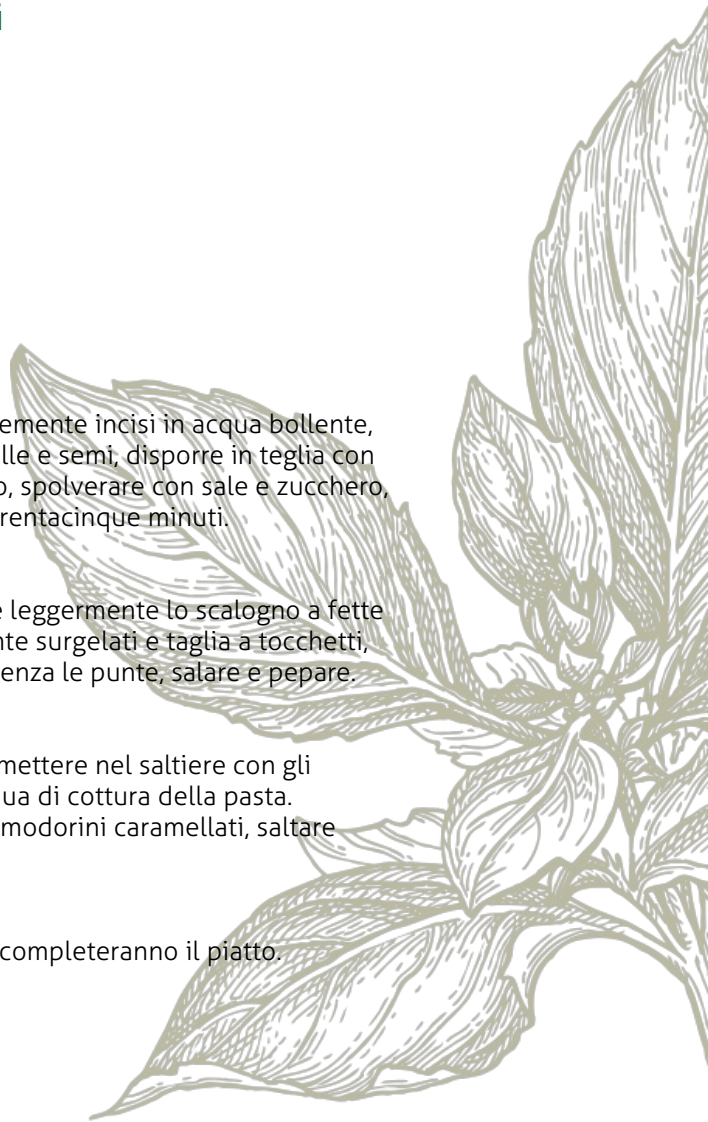 i
emente incisi in acqua bollente,
lle e semi, disporre in teglia con
o, spolverare con sale e zucchero,
rentacinque minuti.
e leggermente lo scalogno a fette
nte surgelati e taglia a tocchetti,
enza le punte, salare e pepare.
mettere nel saltiere con gli
ua di cottura della pasta.
modorini caramellati, saltare
completeranno il piatto.